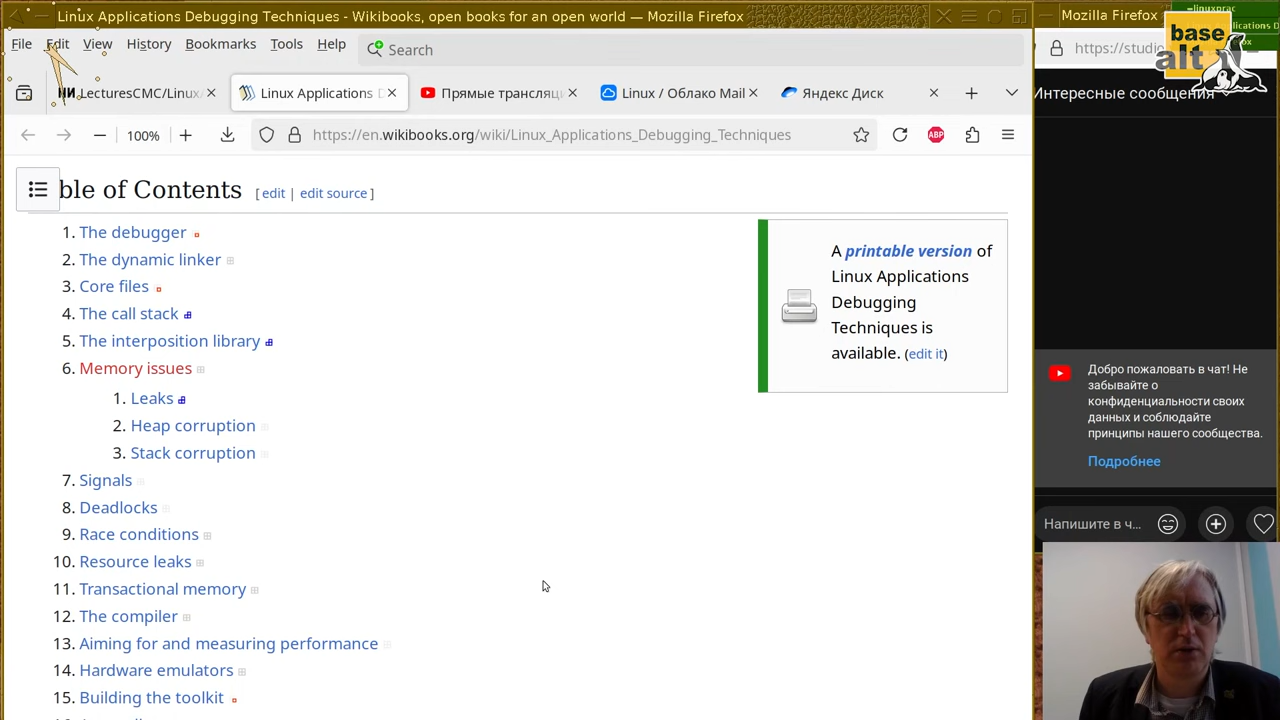 Linux Applications Debugging Techniques - Wikibooks, open books for an open world — Mozilla Firefox
Mozilla Firefox
File Edit View History Bookmarks Tools Help
Search
https://studio
base
alt
LecturesCMC/Linux
Linux Applications D
Прямые трансляц
Linux / Облако Mail
Яндекс Диск
Интересные сообщения
100%
https://en.wikibooks.org/wiki/Linux_Applications_Debugging_Techniques
ABP
ble of Contents [ edit | edit source ]
1. The debugger
2. The dynamic linker
3. Core files
4. The call stack
5. The interposition library
6. Memory issues
1. Leaks
2. Heap corruption
3. Stack corruption
7. Signals
8. Deadlocks
9. Race conditions
10. Resource leaks
11. Transactional memory
12. The compiler
13. Aiming for and measuring performance
14. Hardware emulators
15. Building the toolkit
A printable version of
Linux Applications
Debugging
Techniques is
available. (edit it)
Добро пожаловать в чат! Не
забывайте о
конфиденциальности своих
данных и соблюдайте
принципы нашего сообщества.
Подробнее
Напишите в ч...